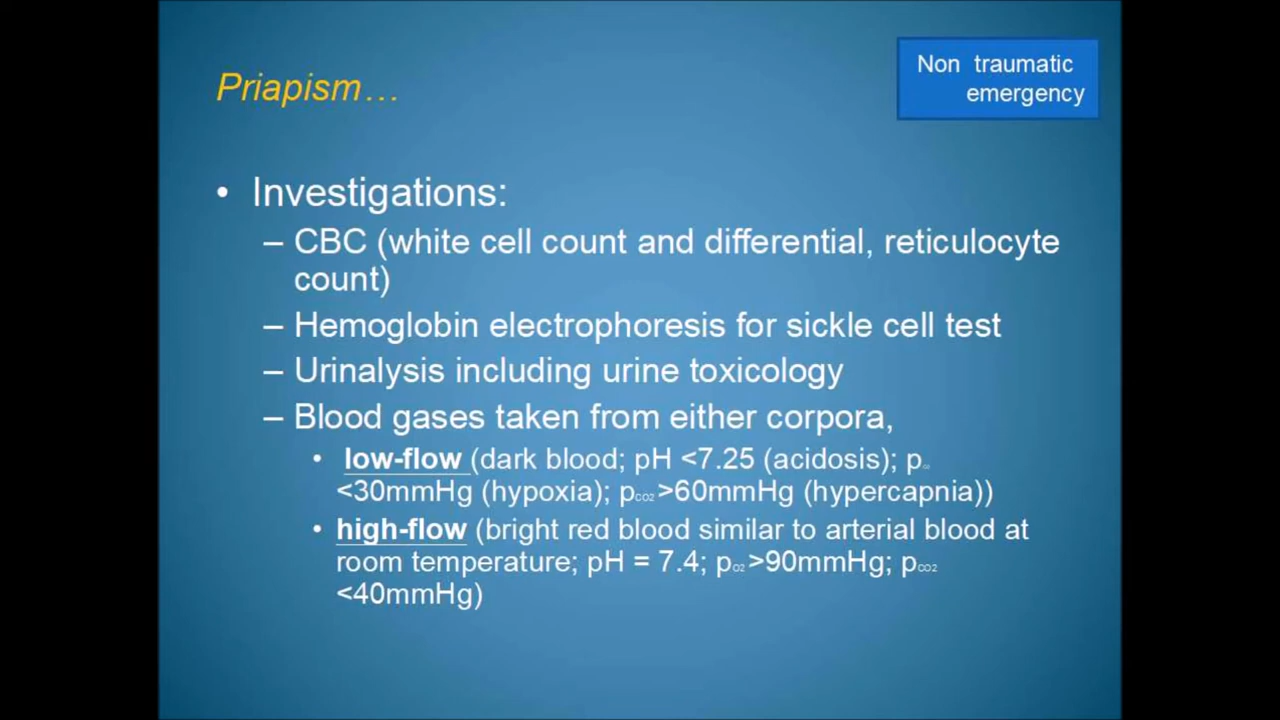 Priapism...
Non traumatic
emergency
• Investigations:
– CBC (white cell count and differential, reticulocyte
count)
– Hemoglobin electrophoresis for sickle cell test
– Urinalysis including urine toxicology
– Blood gases taken from either corpora,
• low-flow (dark blood; pH <7.25 (acidosis); p
<30mmHg (hypoxia); pCO2 >60mmHg (hypercapnia))
• high-flow (bright red blood similar to arterial blood at
room temperature; pH = 7.4; pO2 >90mmHg; pCO2
<40mmHg)